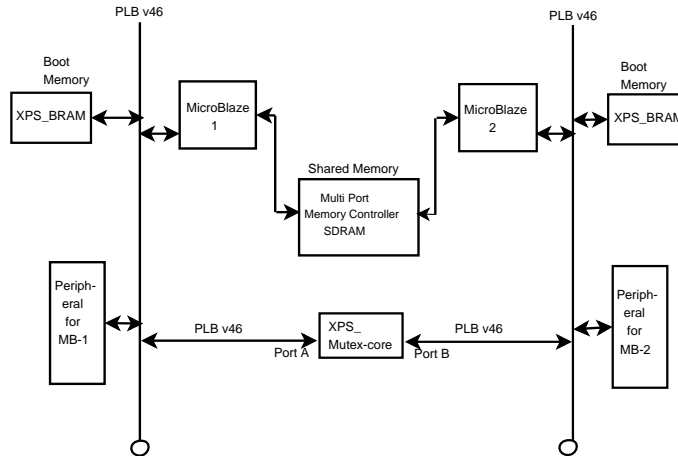 PLB v46
PLB v46
Boot
Memory
XPS_BRAM
MicroBlaze
1
MicroBlaze
2
Boot
Memory
XPS_BRAM
Shared Memory
Multi Port
Memory Controller
SDRAM
Periph-
eral
for
MB-1
PLB v46
Port A
XPS_
Mutex-core
PLB v46
Port B
Periph-
eral
for
MB-2